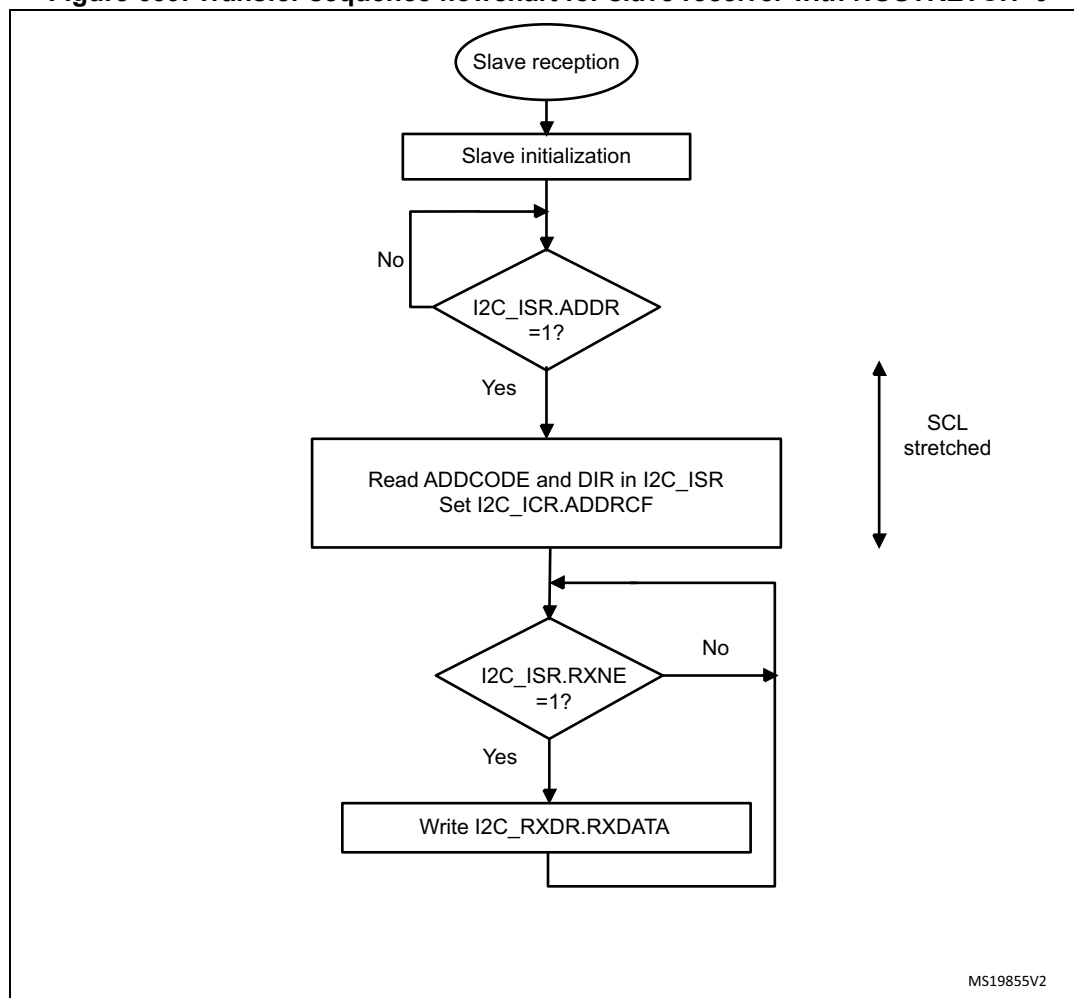 Slave reception
Slave initialization
No
I2C_ISR.ADDR
=1?
Yes
SCL
stretched
Read ADDCODE and DIR in I2C_ISR
Set I2C_ICR.ADDRCF
No
I2C_ISR.RXNE
=1?
Yes
Write I2C_RXDR.RXDATA
MS19855V2